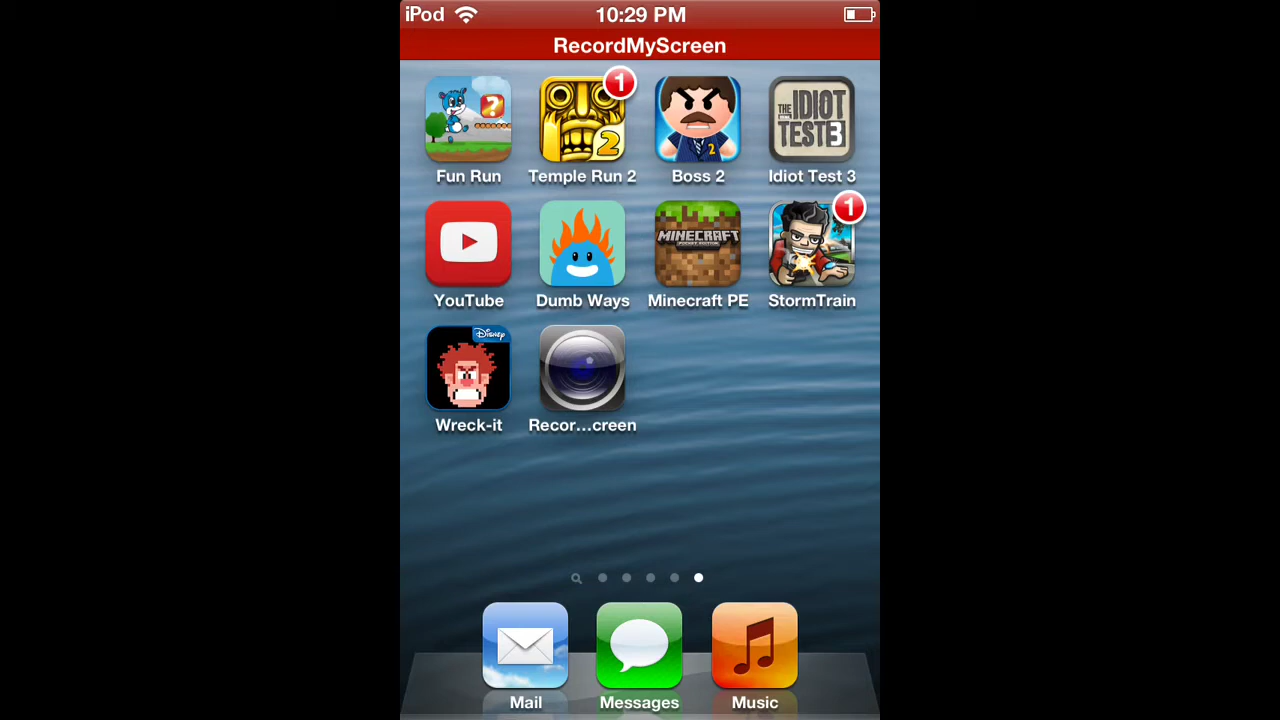 iPod 10:29 PM
RecordMyScreen
1
2
2
THE IDIOT TEST 3
Fun Run Temple Run 2 Boss 2 Idiot Test 3
?
1
MINECRAFT
POCKET EDITION
YouTube Dumb Ways Minecraft PE StormTrain
Disney
Wreck-it Recor...creen
Mail Messages Music